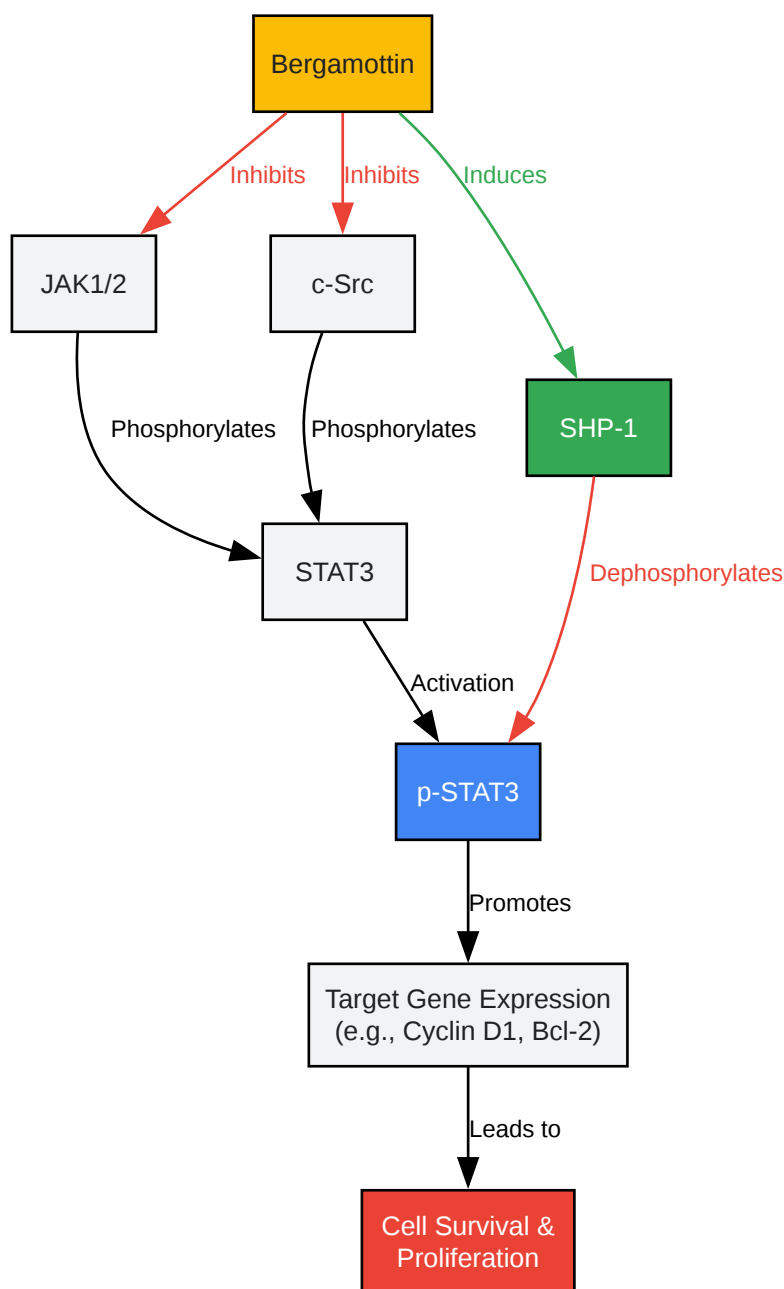 Bergamottin
Inhibits
Inhibits
Induces
JAK1/2
c-Src
SHP-1
Phosphorylates
Phosphorylates
STAT3
Dephosphorylates
Activation
p-STAT3
Promotes
Target Gene Expression
(e.g., Cyclin D1, Bcl-2)
Leads to
Cell Survival &
Proliferation